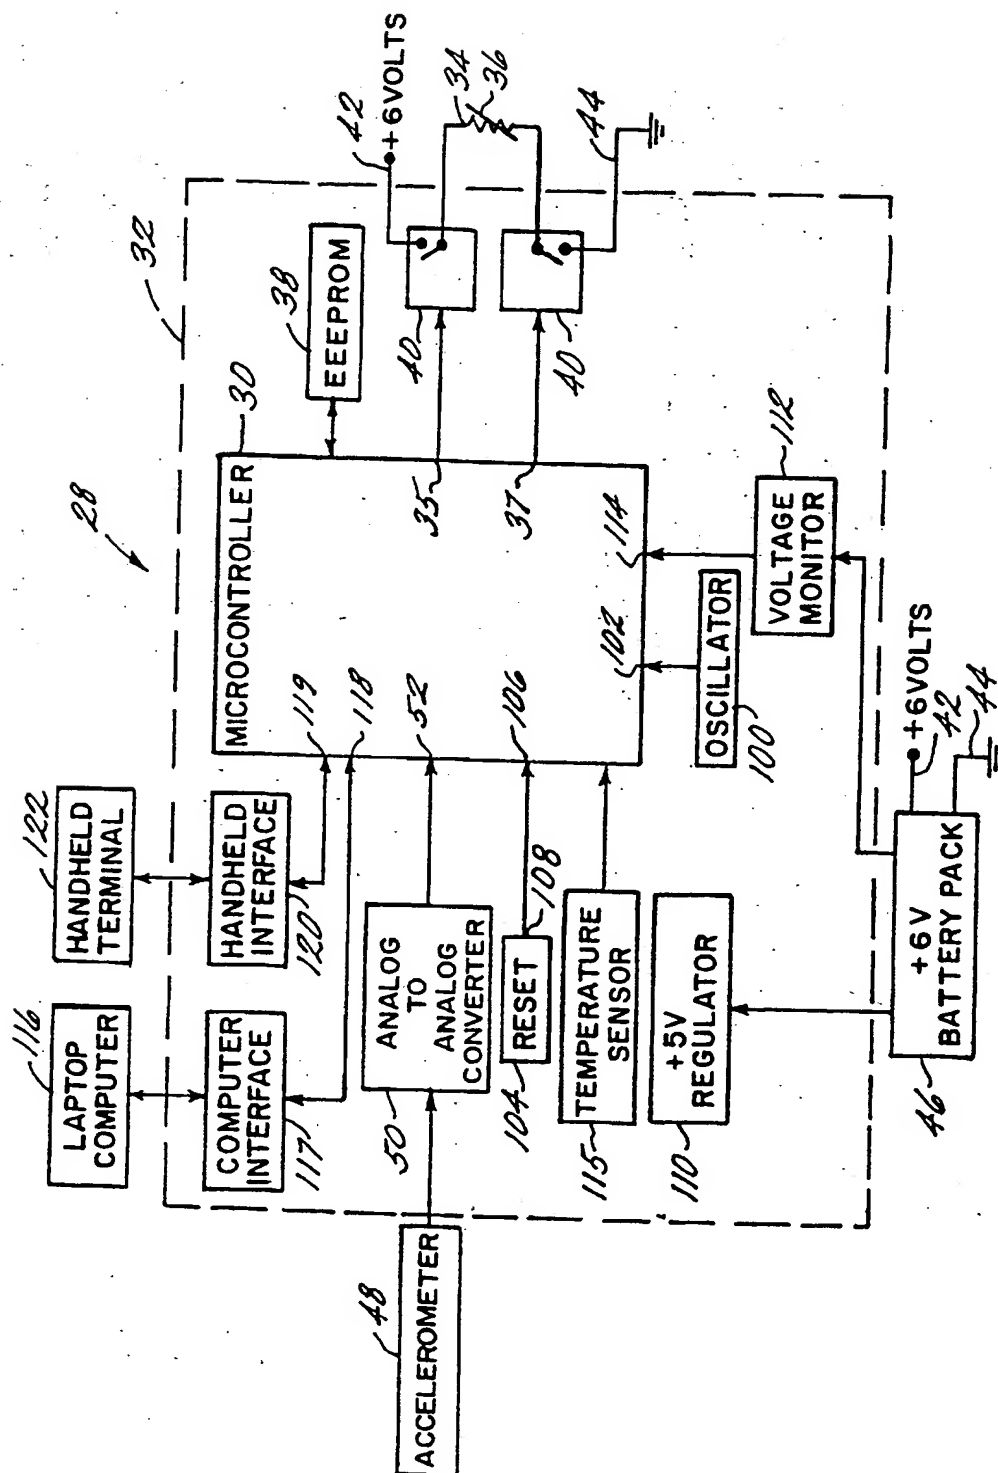 28
32
122
HANDHELD
TERMINAL
116
LAPTOP
COMPUTER
HANDHELD
INTERFACE
120
COMPUTER
INTERFACE
117
MICROCONTROLLER
30
119
118
52
106
102
114
35
37
38
EEEPROM
40
40
42
+6VOLTS
34
36
44
48
ACCELEROMETER
50
ANALOG
TO
ANALOG
CONVERTER
104
RESET
108
115
TEMPERATURE
SENSOR
110
+5V
REGULATOR
OSCILLATOR
100
VOLTAGE
MONITOR
112
46
+6V
BATTERY PACK
+6VOLTS
42
44